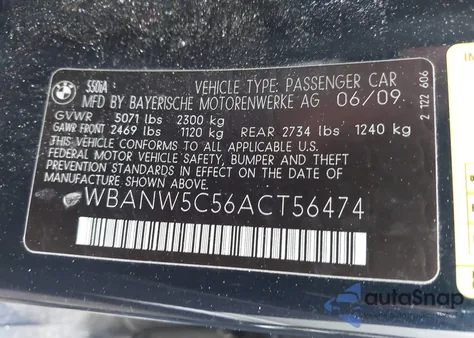 BMW
550iA
VEHICLE TYPE: PASSENGER CAR
MFD BY BAYERISCHE MOTORENWERKE AG 06/09
GVWR 5071 lbs 2300 kg
GAWR FRONT 2469 lbs 1120 kg REAR 2734 lbs 1240 kg
THIS VEHICLE CONFORMS TO ALL APPLICABLE U.S.
FEDERAL MOTOR VEHICLE SAFETY, BUMPER AND THEFT
PREVENTION STANDARDS IN EFFECT ON THE DATE OF
MANUFACTURE SHOWN ABOVE.
WBANW5C56ACT56474
2 122 606
autoSnap